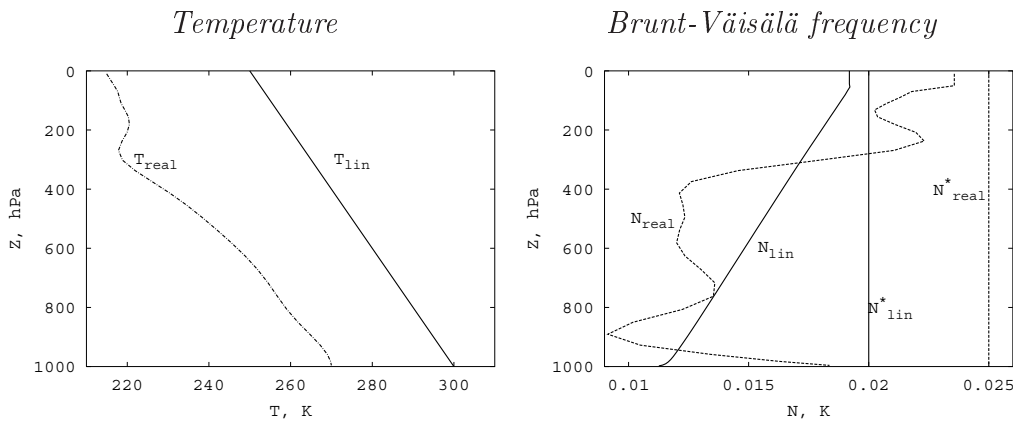 Temperature
0
200
400
600
800
1000
Z, hPa
T_real
T_lin
220
240
260
280
300
T, K
Brunt-Väisälä frequency
0
200
400
600
800
1000
Z, hPa
N*_real
N_real
N_lin
N*_lin
0.01
0.015
0.02
0.025
N, K